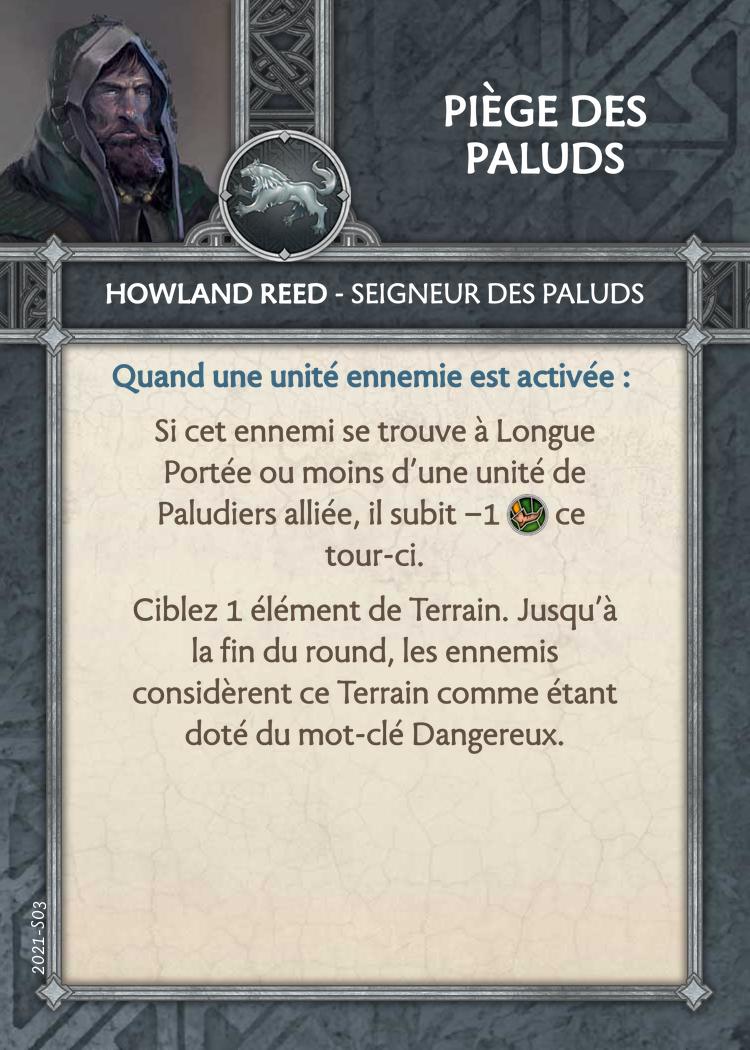 PIÈGE DES
PALUDS
HOWLAND REED - SEIGNEUR DES PALUDS
Quand une unité ennemie est activée :
Si cet ennemi se trouve à Longue
Portée ou moins d’une unité de
Paludiers alliée, il subit –1 ce
tour-ci.
Ciblez 1 élément de Terrain. Jusqu’à
la fin du round, les ennemis
considèrent ce Terrain comme étant
doté du mot-clé Dangereux.
2021-S03